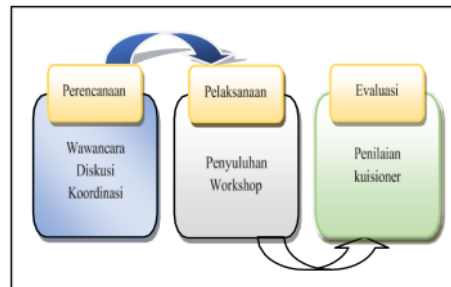 Perencanaan
Wawancara
Diskusi
Koordinasi
Pelaksanaan
Penyuluhan
Workshop
Evaluasi
Penilaian
kuisioner